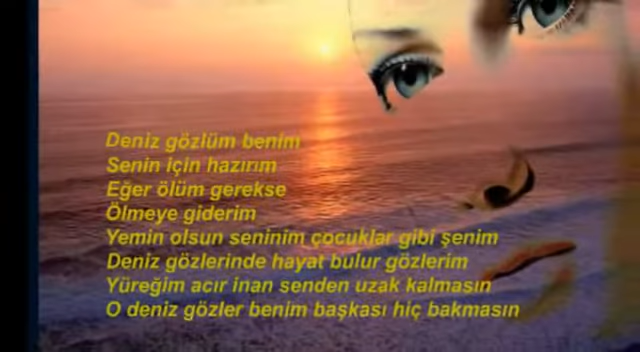 Deniz gözlüm benim
Senin için hazırım
Eğer ölüm gerekse
Ölmeye giderim
Yemin olsun seninim çocuklar gibi şenim
Deniz gözlerinde hayat bulur gözlerim
Yüreğim acır inan senden uzak kalmasın
O deniz gözler benim başkası hiç bakmasın